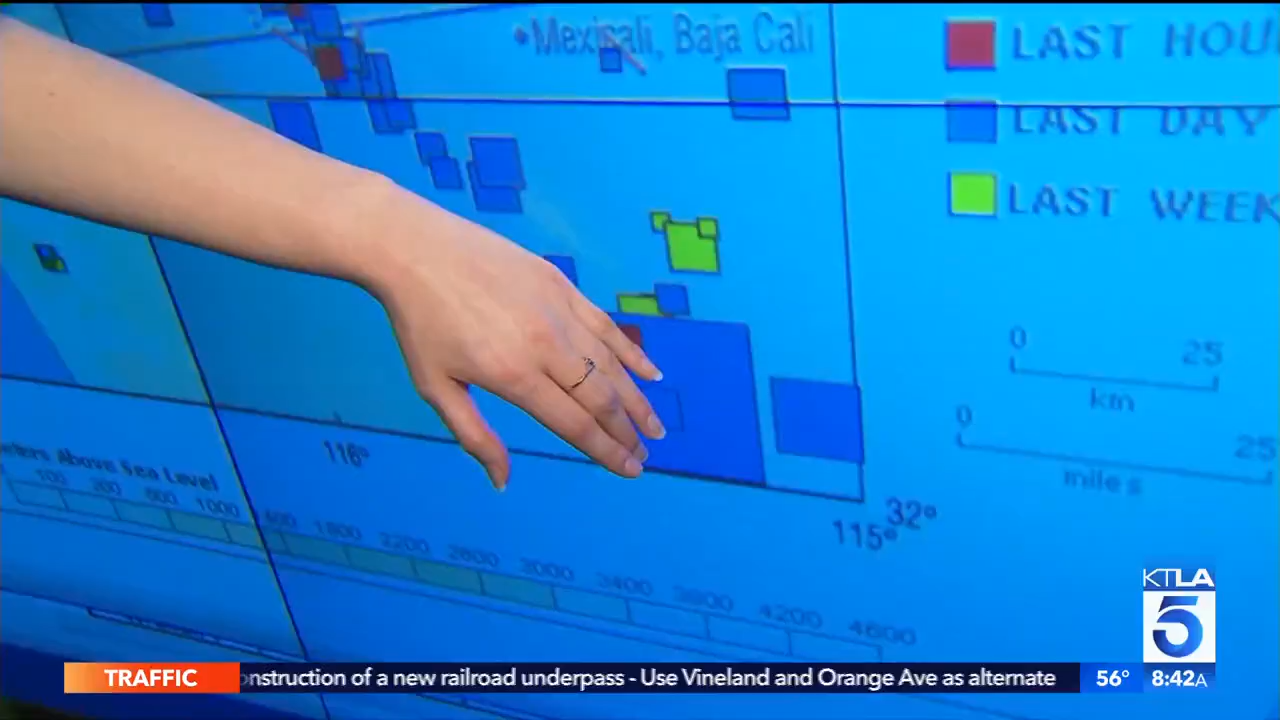 Mexicali, Baja Cali
LAST HOU
LAST DAY
LAST WEEK
0 25
km
0 25
miles
116°
32°
115°
eters Above Sea Level
100 200 600 1000 400 1800 2200 2600 3000 3400 3800 4200 4600
KTLA
5
TRAFFIC
onstruction of a new railroad underpass - Use Vineland and Orange Ave as alternate
56°
8:42A